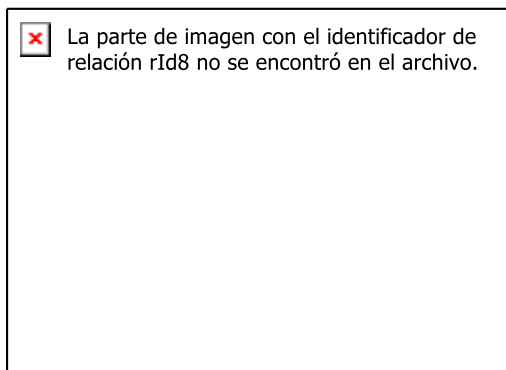 La parte de imagen con el identificador de
relación rId8 no se encontró en el archivo.